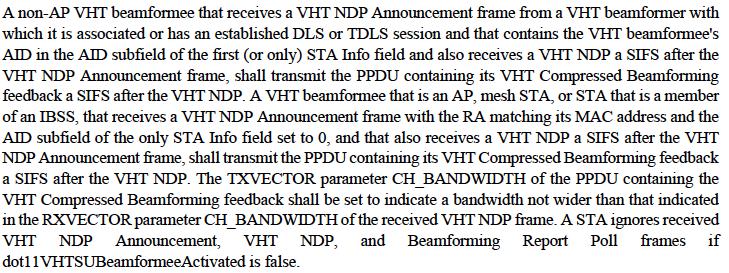 A non-AP VHT beamformee that receives a VHT NDP Announcement frame from a VHT beamformer with
which it is associated or has an established DLS or TDLS session and that contains the VHT beamformee's
AID in the AID subfield of the first (or only) STA Info field and also receives a VHT NDP a SIFS after the
VHT NDP Announcement frame, shall transmit the PPDU containing its VHT Compressed Beamforming
feedback a SIFS after the VHT NDP. A VHT beamformee that is an AP, mesh STA, or STA that is a member
of an IBSS, that receives a VHT NDP Announcement frame with the RA matching its MAC address and the
AID subfield of the only STA Info field set to 0, and that also receives a VHT NDP a SIFS after the VHT
NDP Announcement frame, shall transmit the PPDU containing its VHT Compressed Beamforming feedback
a SIFS after the VHT NDP. The TXVECTOR parameter CH_BANDWIDTH of the PPDU containing the
VHT Compressed Beamforming feedback shall be set to indicate a bandwidth not wider than that indicated
in the RXVECTOR parameter CH_BANDWIDTH of the received VHT NDP frame. A STA ignores received
VHT NDP Announcement, VHT NDP, and Beamforming Report Poll frames if
dot11VHTSUBeamformeeActivated is false.